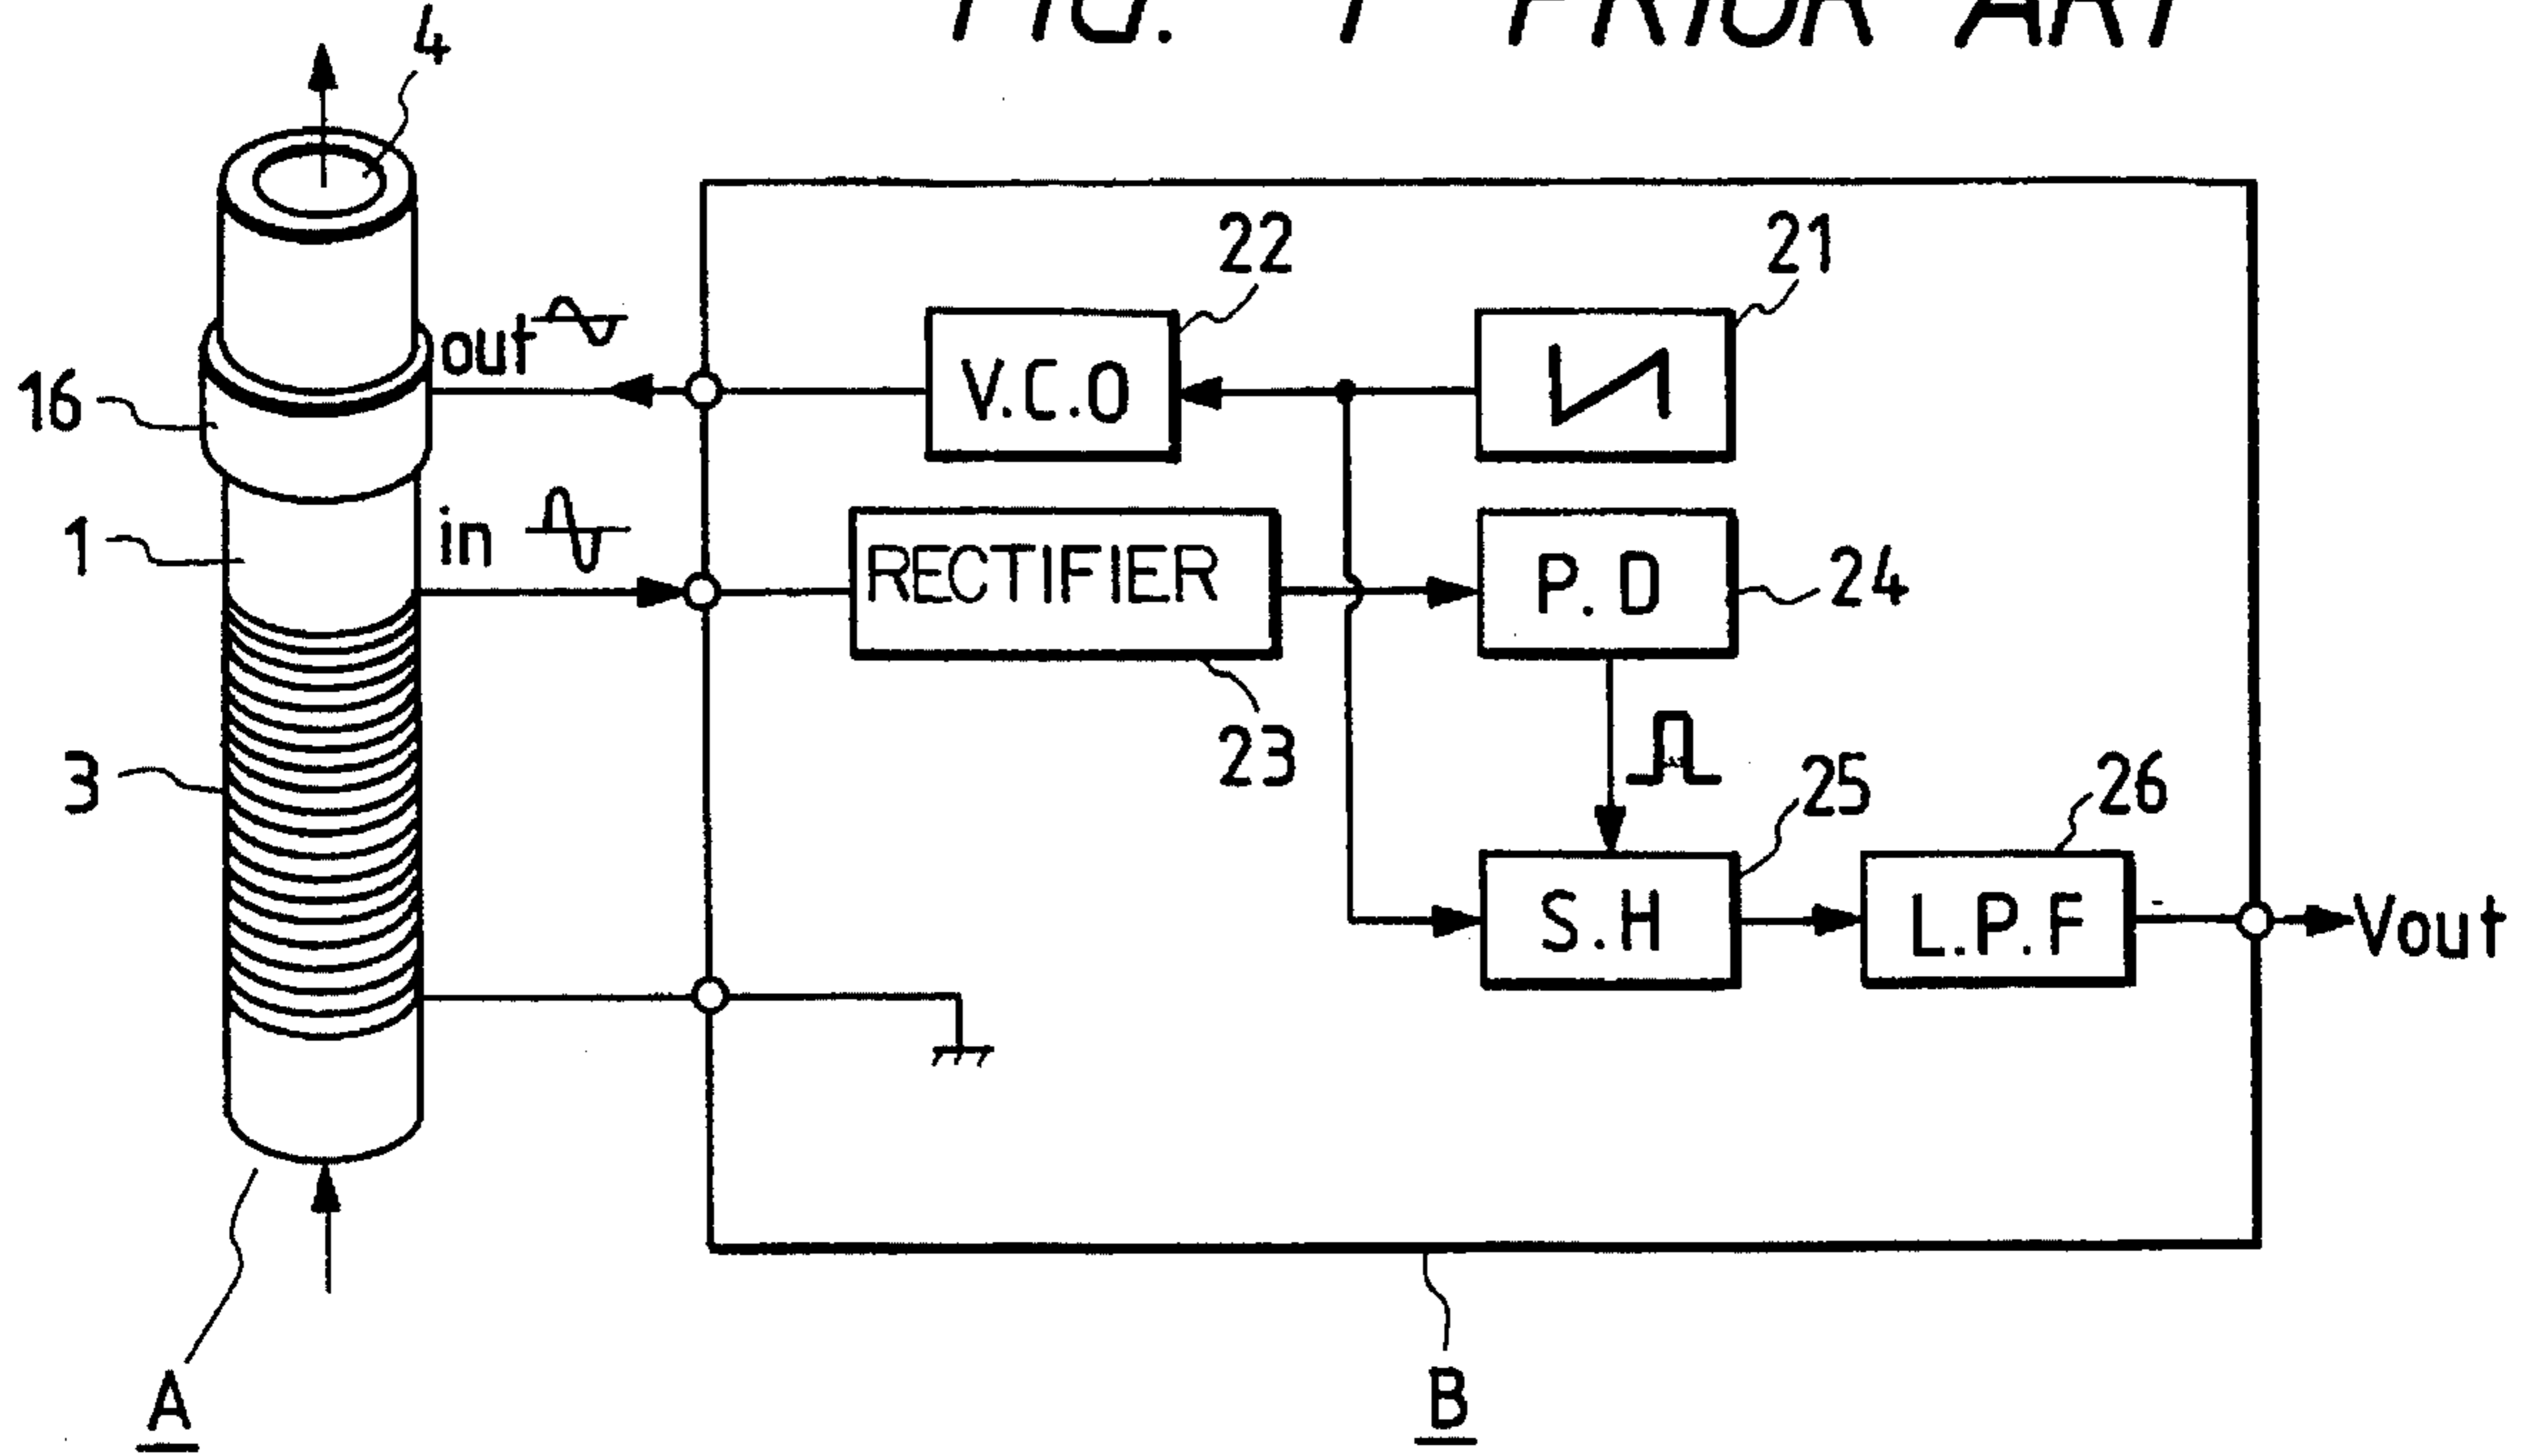 FIG. 1 PRIOR ART
4
22
21
out
16
V.C.O
in
1
RECTIFIER
P.D
24
23
3
25
26
S.H
L.P.F
Vout
A
B